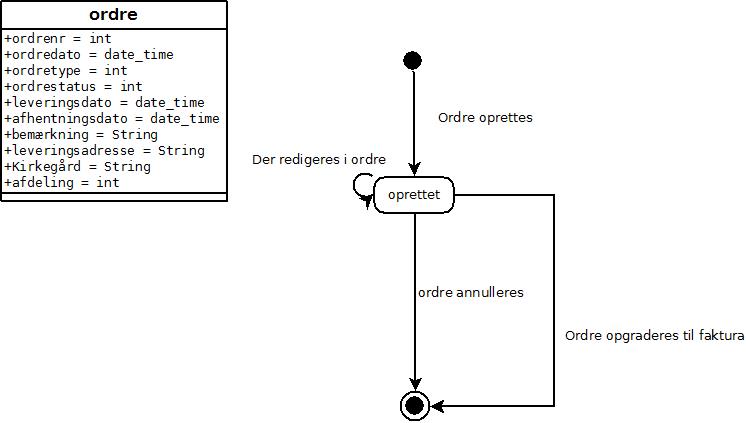 ordre
+ordrenr = int
+ordredato = date_time
+ordretype = int
+ordrestatus = int
+leveringsdato = date_time
+afhentningsdato = date_time
+bemærkning = String
+leveringsadresse = String
+Kirkegård = String
+afdeling = int
Ordre oprettes
Der redigeres i ordre
oprettet
ordre annulleres
Ordre opgraderes til faktura